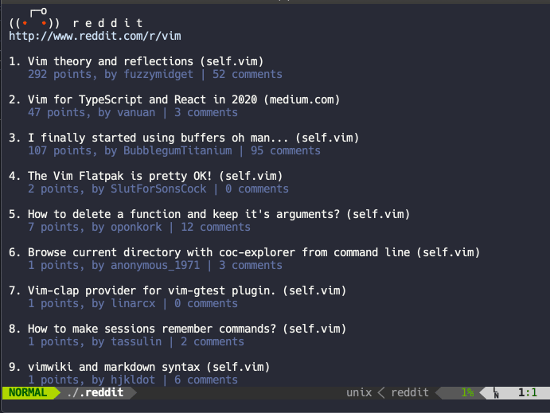 ((• •)) r e d d i t
http://www.reddit.com/r/vim
1. Vim theory and reflections (self.vim)
292 points, by fuzzymidget | 52 comments
2. Vim for TypeScript and React in 2020 (medium.com)
47 points, by vanuan | 3 comments
3. I finally started using buffers oh man... (self.vim)
107 points, by BubblegumTitanium | 95 comments
4. The Vim Flatpak is pretty OK! (self.vim)
2 points, by SlutForSonsCock | 0 comments
5. How to delete a function and keep it's arguments? (self.vim)
7 points, by oponkork | 12 comments
6. Browse current directory with coc-explorer from command line (self.vim)
1 points, by anonymous_1971 | 3 comments
7. Vim-clap provider for vim-gtest plugin. (self.vim)
1 points, by linarcx | 0 comments
8. How to make sessions remember commands? (self.vim)
1 points, by tassulin | 2 comments
9. vimwiki and markdown syntax (self.vim)
1 points, by hjkldot | 6 comments
NORMAL ./.reddit unix < reddit 1% LN 1:1